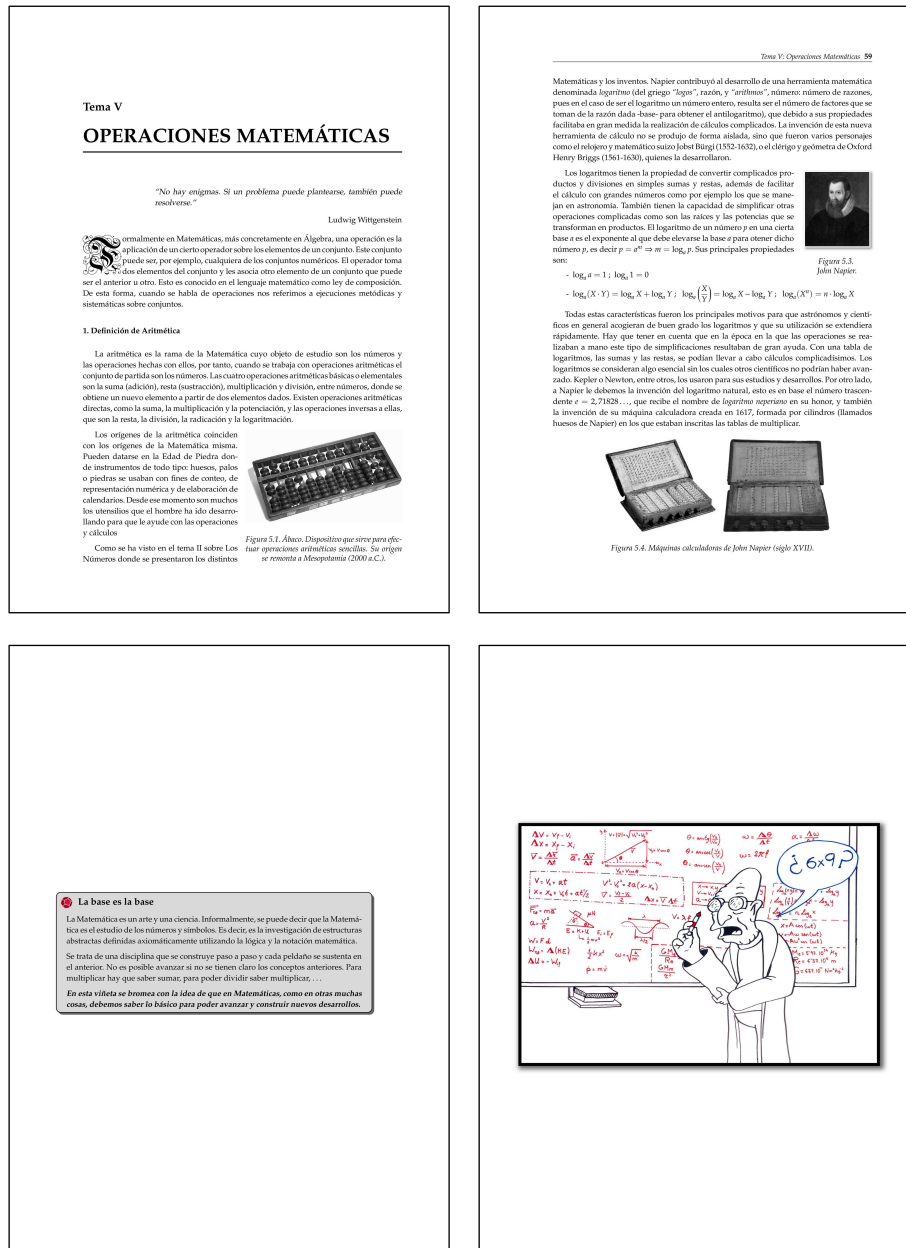 Tema V
OPERACIONES MATEMÁTICAS
"No hay enigmas. Si un problema puede plantearse, también puede
resolverse."
Ludwig Wittgenstein
Formalmente en Matemáticas, más concretamente en Álgebra, una operación es la
aplicación de un cierto operador sobre los elementos de un conjunto. Este conjunto
puede ser, por ejemplo, cualquiera de los conjuntos numéricos. El operador toma
dos elementos del conjunto y les asocia otro elemento de un conjunto que puede
ser el anterior u otro. Esto es conocido en el lenguaje matemático como ley de composición.
De esta forma, cuando se habla de operaciones nos referimos a ejecuciones metódicas y
sistemáticas sobre conjuntos.
1. Definición de Aritmética
La aritmética es la rama de la Matemática cuyo objeto de estudio son los números y
las operaciones hechas con ellos, por tanto, cuando se trabaja con operaciones aritméticas el
conjunto de partida son los números. Las cuatro operaciones aritméticas básicas o elementales
son la suma (adición), resta (sustracción), multiplicación y división, entre números, donde se
obtiene un nuevo elemento a partir de dos elementos dados. Existen operaciones aritméticas
directas, como la suma, la multiplicación y la potenciación, y las operaciones inversas a ellas,
que son la resta, la división, la radicación y la logaritmación.
Los orígenes de la aritmética coinciden
con los orígenes de la Matemática misma.
Pueden datarse en la Edad de Piedra don-
de instrumentos de todo tipo: huesos, palos
o piedras se usaban con fines de conteo, de
representación numérica y de elaboración de
calendarios. Desde ese momento son muchos
los utensilios que el hombre ha ido desarro-
llando para que le ayude con las operaciones
y cálculos
Como se ha visto en el tema II sobre Los
Números donde se presentaron los distintos
Figura 5.1. Ábaco. Dispositivo que sirve para efec-
tuar operaciones aritméticas sencillas. Su origen
se remonta a Mesopotamia (2000 a.C.).
Tema V: Operaciones Matemáticas 59
Matemáticas y los inventos. Napier contribuyó al desarrollo de una herramienta matemática
denominada logaritmo (del griego "logos", razón, y "arithmos", número: número de razones,
pues en el caso de ser el logaritmo un número entero, resulta ser el número de factores que se
toman de la razón dada -base- para obtener el antilogaritmo), que debido a sus propiedades
facilitaba en gran medida la realización de cálculos complicados. La invención de esta nueva
herramienta de cálculo no se produjo de forma aislada, sino que fueron varios personajes
como el relojero y matemático suizo Jobst Bürgi (1552-1632), o el clérigo y geómetra de Oxford
Henry Briggs (1561-1630), quienes la desarrollaron.
Los logaritmos tienen la propiedad de convertir complicados pro-
ductos y divisiones en simples sumas y restas, además de facilitar
el cálculo con grandes números como por ejemplo los que se mane-
jan en astronomía. También tienen la capacidad de simplificar otras
operaciones complicadas como son las raíces y las potencias que se
transforman en productos. El logaritmo de un número p en una cierta
base a es el exponente al que debe elevarse la base a para otener dicho
número p, es decir p = a^m ⇒ m = log_a p. Sus principales propiedades
son:
Figura 5.3.
John Napier.
- log_a a = 1 ; log_a 1 = 0
- log_a(X · Y) = log_a X + log_a Y ; log_a(X/Y) = log_a X − log_a Y ; log_a(X^n) = n · log_a X
Todas estas características fueron los principales motivos para que astrónomos y cientí-
ficos en general acogieran de buen grado los logaritmos y que su utilización se extendiera
rápidamente. Hay que tener en cuenta que en la época en la que las operaciones se rea-
lizaban a mano este tipo de simplificaciones resultaban de gran ayuda. Con una tabla de
logaritmos, las sumas y las restas, se podían llevar a cabo cálculos complicadísimos. Los
logaritmos se consideran algo esencial sin los cuales otros científicos no podrían haber avan-
zado. Kepler o Newton, entre otros, los usaron para sus estudios y desarrollos. Por otro lado,
a Napier le debemos la invención del logaritmo natural, esto es en base el número trascen-
dente e = 2,71828..., que recibe el nombre de logaritmo neperiano en su honor, y también
la invención de su máquina calculadora creada en 1617, formada por cilindros (llamados
huesos de Napier) en los que estaban inscritas las tablas de multiplicar.
Figura 5.4. Máquinas calculadoras de John Napier (siglo XVII).
La base es la base
La Matemática es un arte y una ciencia. Informalmente, se puede decir que la Matemá-
tica es el estudio de los números y símbolos. Es decir, es la investigación de estructuras
abstractas definidas axiomáticamente utilizando la lógica y la notación matemática.
Se trata de una disciplina que se construye paso a paso y cada peldaño se sustenta en
el anterior. No es posible avanzar si no se tienen claro los conceptos anteriores. Para
multiplicar hay que saber sumar, para poder dividir saber multiplicar, ...
En esta viñeta se bromea con la idea de que en Matemáticas, como en otras muchas
cosas, debemos saber lo básico para poder avanzar y construir nuevos desarrollos.
ΔV = Vf - Vi
ΔX = Xf - Xi
¿6x9?
V = V₀ + at
W = Fd
ω = 2πf